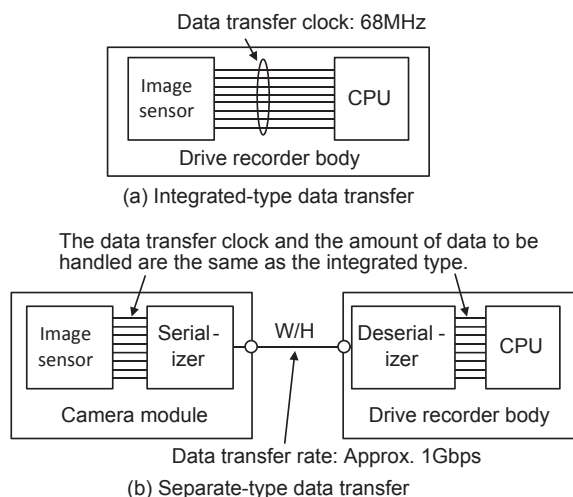 Data transfer clock: 68MHz
Image
sensor
CPU
Drive recorder body
(a) Integrated-type data transfer
The data transfer clock and the amount of data to be
handled are the same as the integrated type.
Image
sensor
Serial-
izer
W/H
Deserial-
izer
CPU
Camera module
Drive recorder body
Data transfer rate: Approx. 1Gbps
(b) Separate-type data transfer